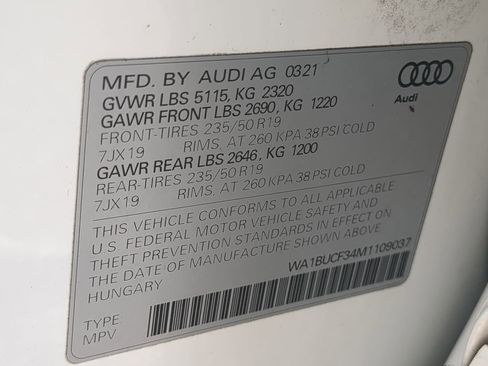 MFD. BY AUDI AG 0321
GVWR LBS 5115, KG 2320
GAWR FRONT LBS 2690, KG 1220
FRONT-TIRES 235/50 R19
7JX19 RIMS, AT 260 KPA 38 PSI COLD
GAWR REAR LBS 2646, KG 1200
REAR-TIRES 235/50 R19
7JX19 RIMS, AT 260 KPA 38 PSI COLD
THIS VEHICLE CONFORMS TO ALL APPLICABLE
U.S. FEDERAL MOTOR VEHICLE SAFETY AND
THEFT PREVENTION STANDARDS IN EFFECT ON
THE DATE OF MANUFACTURE SHOWN ABOVE.
HUNGARY
WA1BUCF34M1109037
TYPE
MPV
Audi